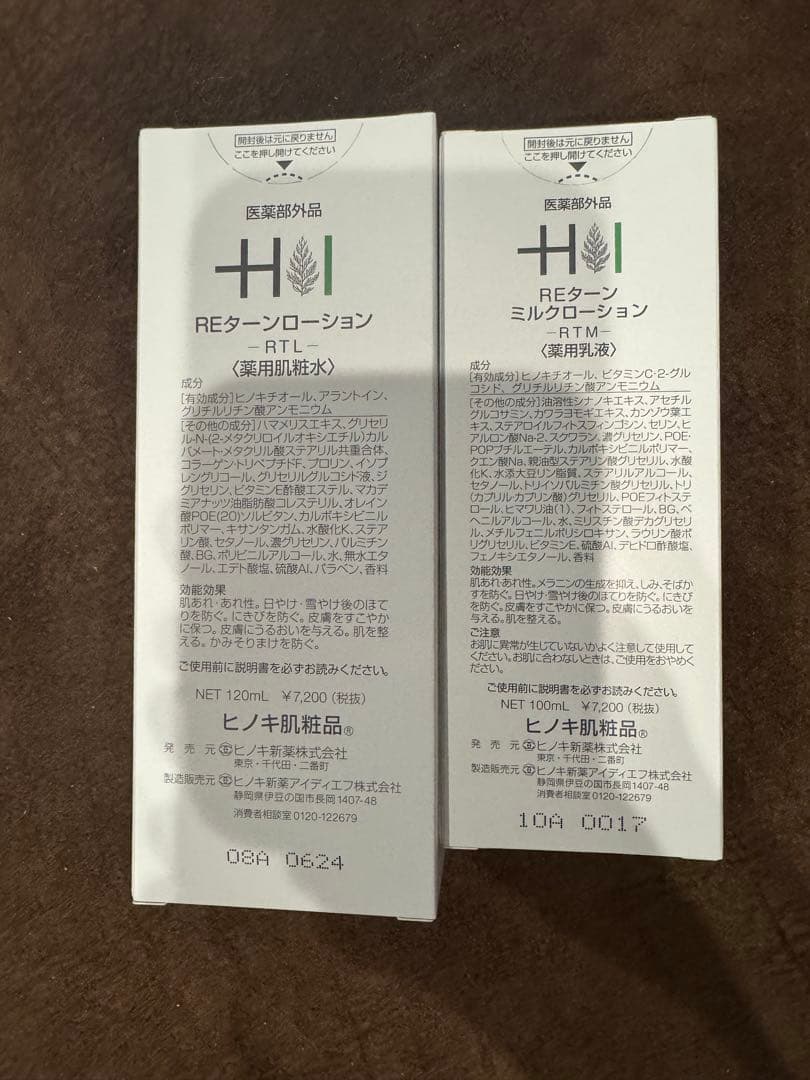 開封後は元に戻りません
ここを押し開けてください
医薬部外品
HI
REターンローション
－RTL－
〈薬用肌粧水〉
成分
[有効成分]ヒノキチオール、アラントイン、
グリチルリチン酸アンモニウム
[その他の成分]ハマメリスエキス、グリセリ
ル-N-(2-メタクリロイルオキシエチル)カル
バメート・メタクリル酸ステアリル共重合体、
コラーゲン・トリペプチドF、プロリン、イソプ
レングリコール、グリセリルグルコシド液、ジ
グリセリン、ビタミンE酢酸エステル、マカデ
ミアナッツ油脂肪酸コレステリル、オレイン
酸POE(20)ソルビタン、カルボキシビニル
ポリマー、キサンタンガム、水酸化K、ステア
リン酸、セタノール、濃グリセリン、パルミチン
酸、BG、ポリビニルアルコール、水、無水エタ
ノール、エデト酸塩、硫酸Al、パラベン、香料
効能効果
肌あれ・あれ性。日やけ・雪やけ後のほて
りを防ぐ。にきびを防ぐ。皮膚をすこやか
に保つ。皮膚にうるおいを与える。肌を整
える。かみそりまけを防ぐ。
ご使用前に説明書を必ずお読みください。
NET 120mL ￥7,200（税抜）
ヒノキ肌粧品®
発売元 ヒノキ新薬株式会社
東京・千代田・二番町
製造販売元 ヒノキ新薬アイディエフ株式会社
静岡県伊豆の国市長岡1407-48
消費者相談室0120-122679
08A 0624
開封後は元に戻りません
ここを押し開けてください
医薬部外品
HI
REターン
ミルクローション
－RTM－
〈薬用乳液〉
成分
[有効成分]ヒノキチオール、ビタミンC・2-グル
コシド、グリチルリチン酸アンモニウム
[その他の成分]油溶性シナノキエキス、アセチル
グルコサミン、カワラヨモギエキス、カンゾウ葉エ
キス、ステアロイルフィトスフィンゴシン、セリン、ヒ
アルロン酸Na-2、スクワラン、濃グリセリン、POE・
POPブチルエーテル、カルボキシビニルポリマー、
クエン酸Na、親油型ステアリン酸グリセリル、水酸
化K、水添大豆リン脂質、ステアリルアルコール、
セタノール、トリイソパルミチン酸グリセリル、トリ
(カプリル・カプリン酸)グリセリル、POEフィトステ
ロール、ヒマワリ油(1)、フィトステロール、BG、ベ
ヘニルアルコール、水、ミリスチン酸デカグリセリ
ル、メチルフェニルポリシロキサン、ラウリン酸ポ
リグリセリル、ビタミンE、硫酸Al、デヒドロ酢酸塩、
フェノキシエタノール、香料
効能効果
肌あれ・あれ性。メラニンの生成を抑え、しみ、そばか
すを防ぐ。日やけ・雪やけ後のほてりを防ぐ。にきび
を防ぐ。皮膚をすこやかに保つ。皮膚にうるおいを
与える。肌を整える。
ご注意
お肌に異常が生じていないかよく注意して使用して
ください。お肌に合わないときは、ご使用をおやめく
ださい。
ご使用前に説明書を必ずお読みください。
NET 100mL ￥7,200（税抜）
ヒノキ肌粧品®
発売元 ヒノキ新薬株式会社
東京・千代田・二番町
製造販売元 ヒノキ新薬アイディエフ株式会社
静岡県伊豆の国市長岡1407-48
消費者相談室0120-122679
10A 0017